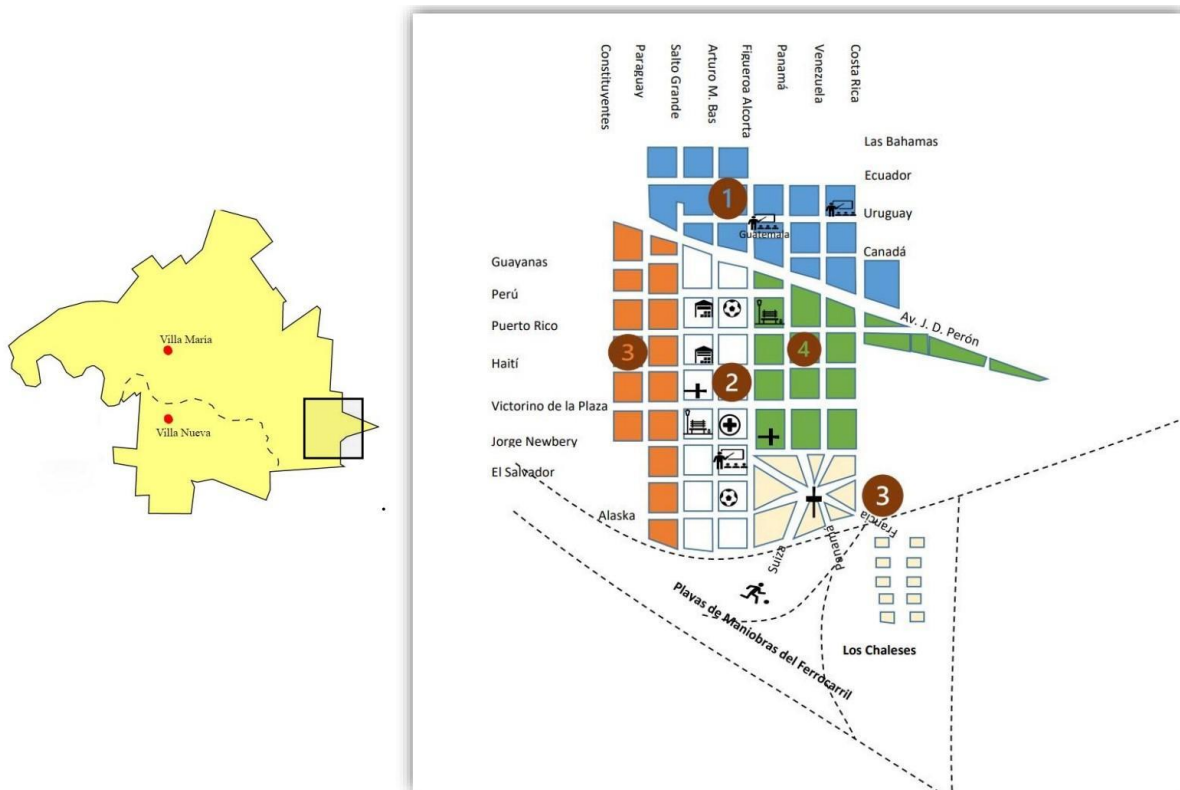 Villa María
Villa Nueva
Constituyentes
Paraguay
Salto Grande
Arturo M. Bas
Figueroa Alcorta
Panamá
Venezuela
Costa Rica
Las Bahamas
Ecuador
Uruguay
Canadá
Guatemala
1
Guayanas
Perú
Puerto Rico
Haití
Victorino de la Plaza
Jorge Newbery
El Salvador
Alaska
Av. J. D. Perón
3
4
2
3
Francia
Suiza
Panamá
Playas de Maniobras del Ferrocarril
Los Chaleses